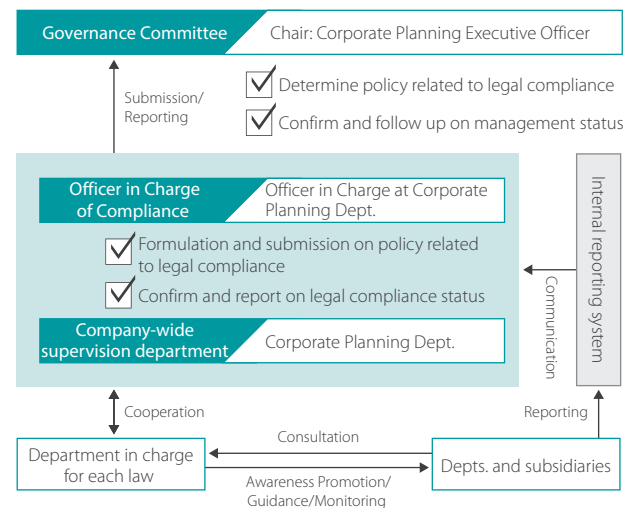 Governance Committee
Chair: Corporate Planning Executive Officer
Submission/
Reporting
Determine policy related to legal compliance
Confirm and follow up on management status
Officer in Charge
of Compliance
Officer in Charge at Corporate
Planning Dept.
Formulation and submission on policy related
to legal compliance
Confirm and report on legal compliance status
Company-wide
supervision department
Corporate Planning Dept.
Internal reporting system
Communication
Cooperation
Reporting
Department in charge
for each law
Consultation
Awareness Promotion/
Guidance/Monitoring
Depts. and subsidiaries